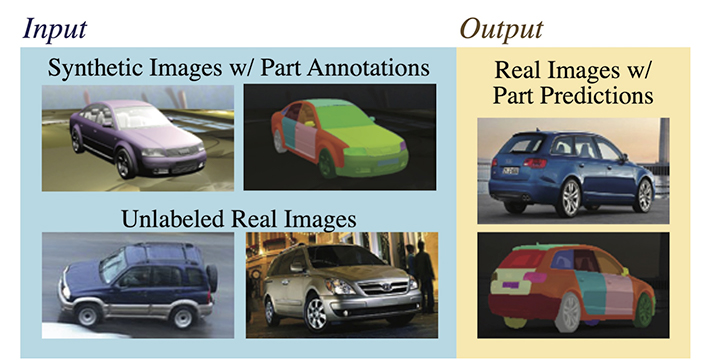 Input
Output
Synthetic Images w/ Part Annotations
Real Images w/
Part Predictions
Unlabeled Real Images